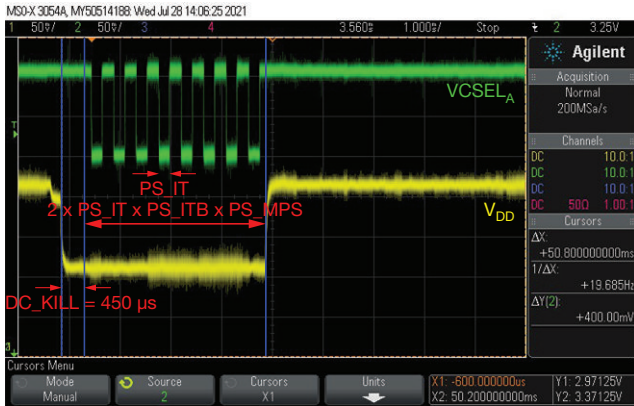 MSO-X 3054A, MY50514188: Wed Jul 28 14:06:25 2021
1 50%/ 2 50%/ 3 4 3.560s 1.000s/ Stop 2 3.25V
Agilent
Acquisition
Normal
200MSa/s
Channels
DC 10.0:1
DC 10.0:1
DC 10.0:1
DC 50Ω 1.00:1
Cursors
ΔX:
+50.800000000ms
1/ΔX:
+19.685Hz
ΔY(2):
+400.00mV
VCSELA
PS_IT
2 x PS_IT x PS_ITB x PS_MPS
VDD
DC_KILL = 450 µs
Cursors Menu
Mode
Manual
Source
2
Cursors
X1
Units
X1: -600.000000us
X2: 50.200000000ms
Y1: 2.97125V
Y2: 3.37125V